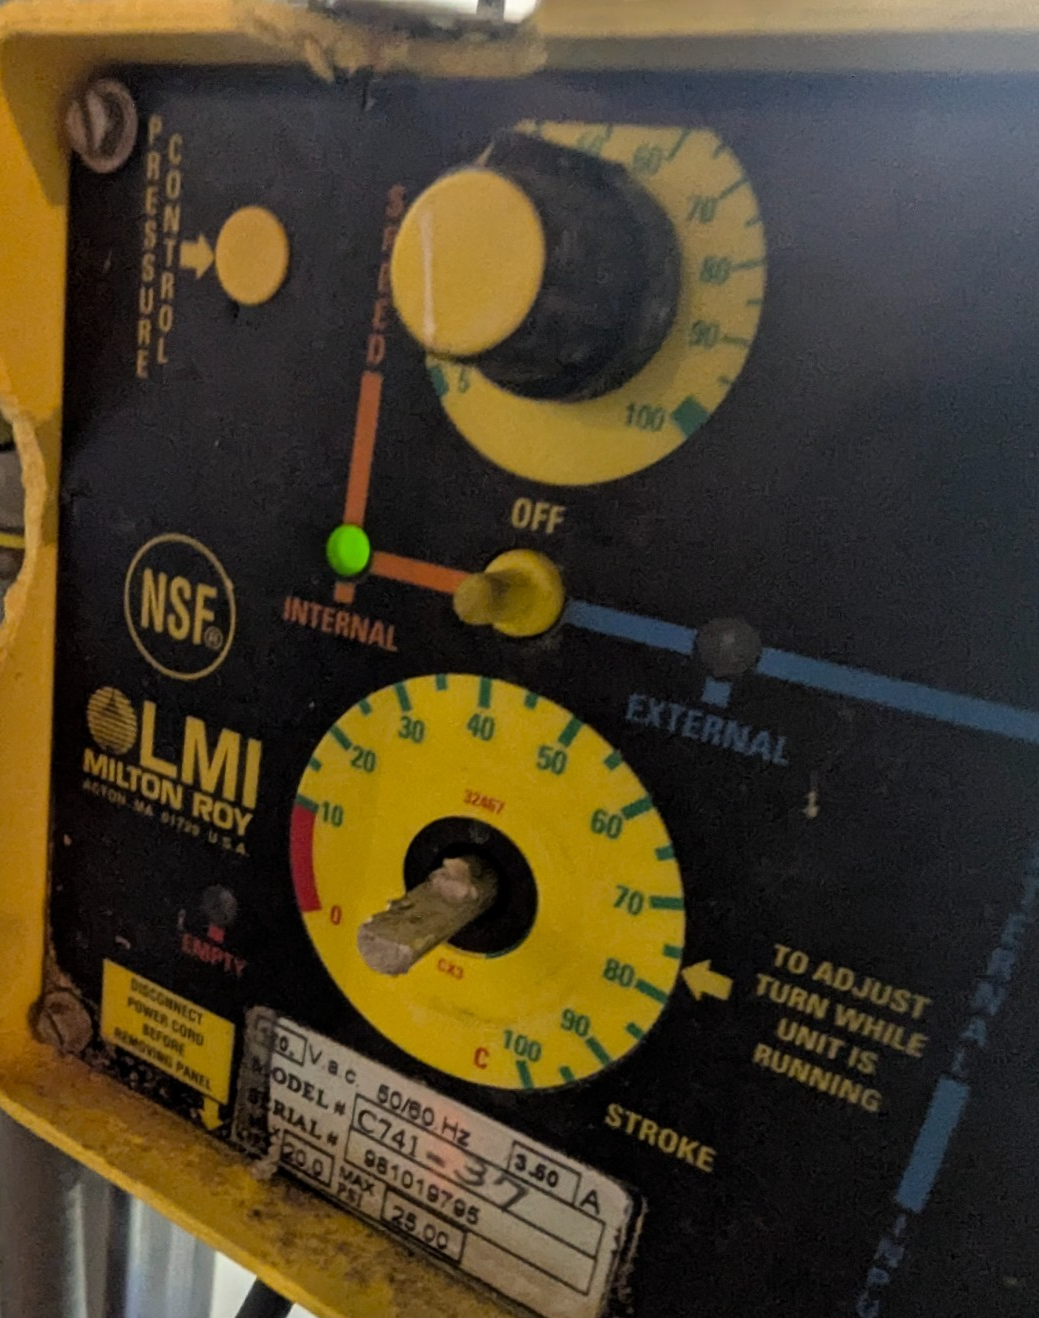 PRESSURE
CONTROL
SPEED
60
70
80
90
100
5
OFF
INTERNAL
EXTERNAL
NSF®
LMI
MILTON ROY
ACTON, MA 01720 U.S.A.
0
10
20
30
40
50
60
70
80
90
100
32467
CX3
C
EMPTY
TO ADJUST
TURN WHILE
UNIT IS
RUNNING
STROKE
DISCONNECT
POWER CORD
BEFORE
REMOVING PANEL
V.a.c. 50/60 Hz 3.50 A
MODEL # C741-37
SERIAL # 981019795
20.0 MAX PSI 25.00